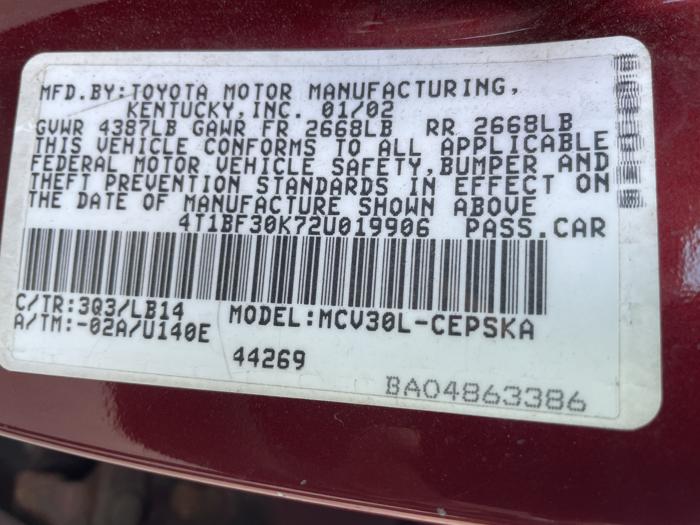 MFD.BY:TOYOTA MOTOR MANUFACTURING,
KENTUCKY,INC. 01/02
GVWR 4387LB GAWR FR 2668LB RR 2668LB
THIS VEHICLE CONFORMS TO ALL APPLICABLE
FEDERAL MOTOR VEHICLE SAFETY,BUMPER AND
THEFT PREVENTION STANDARDS IN EFFECT ON
THE DATE OF MANUFACTURE SHOWN ABOVE
4T1BF30K72U019906 PASS.CAR
C/TR:3Q3/LB14 MODEL:MCV30L-CEPSKA
A/TM:-02A/U140E
44269
BA04863386